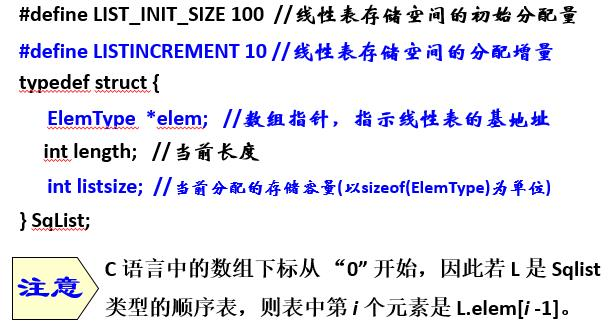 #define LIST_INIT_SIZE 100 //线性表存储空间的初始分配量
#define LISTINCREMENT 10 //线性表存储空间的分配增量
typedef struct {
ElemType *elem; //数组指针，指示线性表的基地址
int length; //当前长度
int listsize; //当前分配的存储容量(以sizeof(ElemType)为单位)
} SqList;
注意
C 语言中的数组下标从 “0” 开始，因此若 L 是 Sqlist
类型的顺序表，则表中第 i 个元素是 L.elem[i -1]。